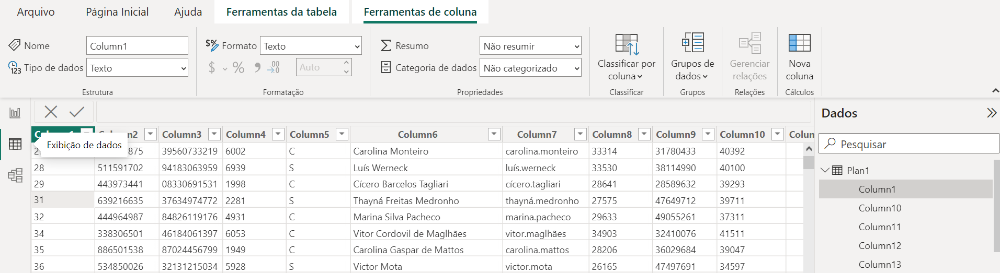 Arquivo Página Inicial Ajuda Ferramentas da tabela Ferramentas de coluna
Nome Column1
Tipo de dados Texto
Estrutura
$% Formato Texto
$ % 9 .00 →0 Auto
Formatação
Resumo Não resumir
Categoria de dados Não categorizado
Propriedades
Classificar por
coluna
Classificar
Grupos de
dados
Grupos
Gerenciar
relações
Relações
Nova
coluna
Cálculos
Column2 Column3 Column4 Column5 Column6 Column7 Column8 Column9 Column10 Colum
Exibição de dados
875 39560733219 6002 C Carolina Monteiro carolina.monteiro 33314 31780433 40392
28 511591702 94183063959 6939 S Luís Werneck luís.werneck 33530 38114990 40100
29 443973441 08330691531 1998 C Cícero Barcelos Tagliari cícero.tagliari 28641 28589632 39293
31 639216635 37634974772 2281 S Thayná Freitas Medronho thayná.medronho 27575 47649712 39711
32 444964987 84826119176 4931 C Marina Silva Pacheco marina.pacheco 29633 49055261 37311
34 338306501 46184061397 6053 C Vitor Cordovil de Maglhães vitor.maglhães 34903 32410076 41511
35 886501538 87024456799 1949 C Carolina Gaspar de Mattos carolina.mattos 28206 36029684 39047
36 534850026 32131215034 5928 S Victor Mota victor.mota 26165 47497691 34597
Dados
Pesquisar
Plan1
Column1
Column10
Column11
Column12
Column13